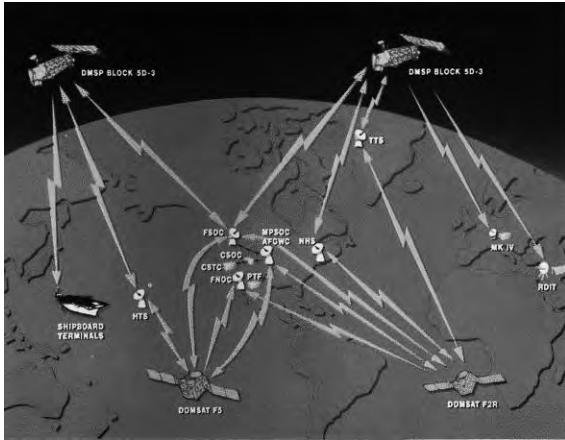 DMSP BLOCK 5D-3
DMSP BLOCK 5D-3
TTS
FSOC
MPSOC
AFGWC
NHS
MK IV
CSOC
CSTC
RDIT
FNOC
PTF
HTS
SHIPBOARD
TERMINALS
DOMSAT F5
DOMSAT F2R